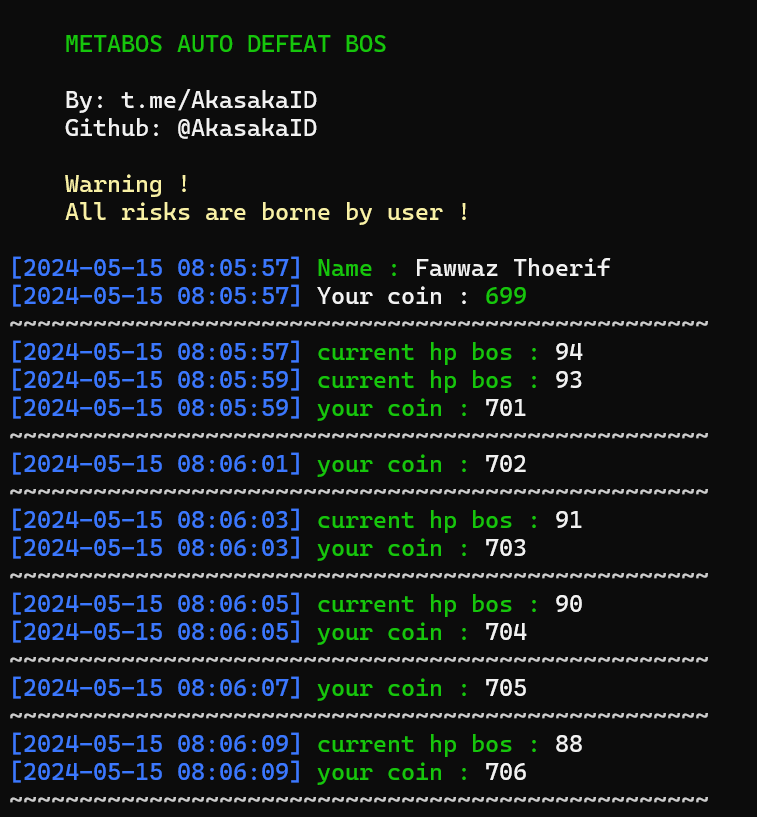 METABOS AUTO DEFEAT BOS
By: t.me/AkasakaID
Github: @AkasakaID
Warning !
All risks are borne by user !
[2024-05-15 08:05:57] Name : Fawwaz Thoerif
[2024-05-15 08:05:57] Your coin : 699
~~~~~~~~~~~~~~~~~~~~~~~~~~~~~~~~~~~~~~~~~~~~~~~~~~
[2024-05-15 08:05:57] current hp bos : 94
[2024-05-15 08:05:59] current hp bos : 93
[2024-05-15 08:05:59] your coin : 701
~~~~~~~~~~~~~~~~~~~~~~~~~~~~~~~~~~~~~~~~~~~~~~~~~~
[2024-05-15 08:06:01] your coin : 702
~~~~~~~~~~~~~~~~~~~~~~~~~~~~~~~~~~~~~~~~~~~~~~~~~~
[2024-05-15 08:06:03] current hp bos : 91
[2024-05-15 08:06:03] your coin : 703
~~~~~~~~~~~~~~~~~~~~~~~~~~~~~~~~~~~~~~~~~~~~~~~~~~
[2024-05-15 08:06:05] current hp bos : 90
[2024-05-15 08:06:05] your coin : 704
~~~~~~~~~~~~~~~~~~~~~~~~~~~~~~~~~~~~~~~~~~~~~~~~~~
[2024-05-15 08:06:07] your coin : 705
~~~~~~~~~~~~~~~~~~~~~~~~~~~~~~~~~~~~~~~~~~~~~~~~~~
[2024-05-15 08:06:09] current hp bos : 88
[2024-05-15 08:06:09] your coin : 706
~~~~~~~~~~~~~~~~~~~~~~~~~~~~~~~~~~~~~~~~~~~~~~~~~~